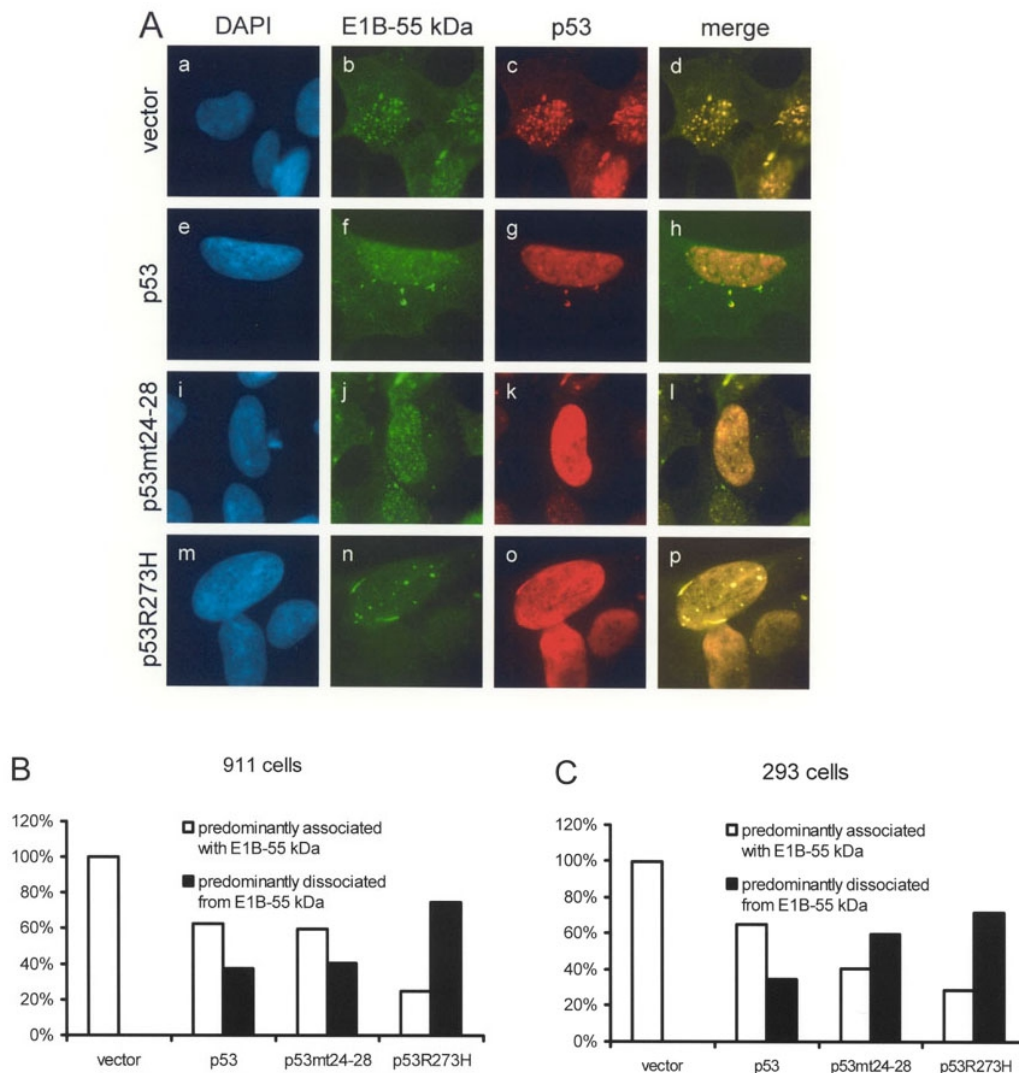 A
DAPI E1B-55 kDa p53 merge
vector
a b c d
p53
e f g h
p53mt24-28
i j k l
p53R273H
m n o p
B
911 cells
120%
100%
80%
60%
40%
20%
0%
predominantly associated
with E1B-55 kDa
predominantly dissociated
from E1B-55 kDa
vector p53 p53mt24-28 p53R273H
C
293 cells
120%
100%
80%
60%
40%
20%
0%
predominantly associated
with E1B-55 kDa
predominantly dissociated
from E1B-55 kDa
vector p53 p53mt24-28 p53R273H